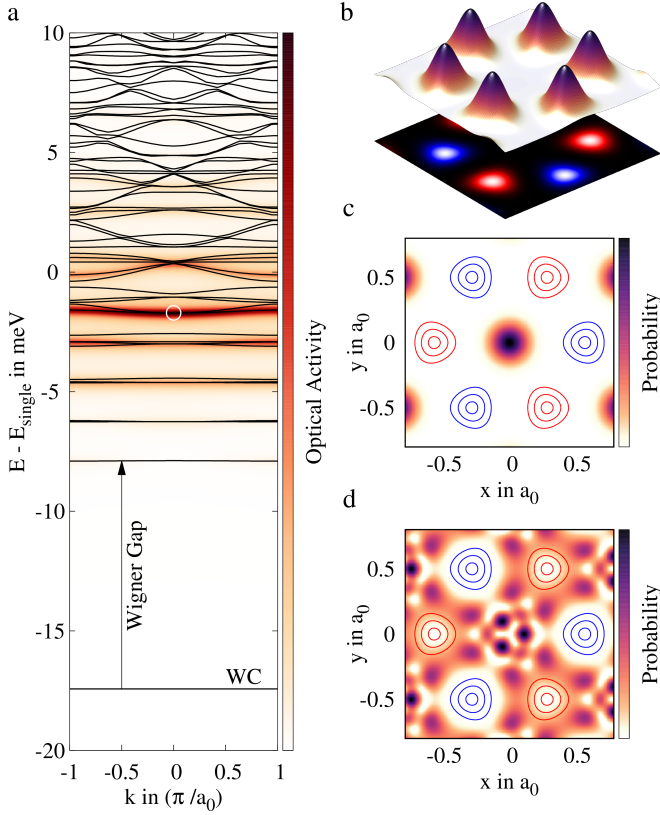 a
10
5
0
-5
-10
-15
-20
E - E_single in meV
Wigner Gap
WC
-1
-0.5
0
0.5
1
k in (π /a₀)
Optical Activity
b
c
0.5
0
-0.5
y in a₀
-0.5
0
0.5
x in a₀
Probability
d
0.5
0
-0.5
y in a₀
-0.5
0
0.5
x in a₀
Probability